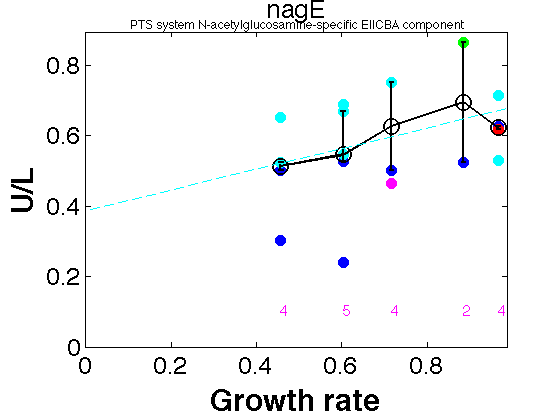 nagE
PTS system N-acetylglucosamine-specific EIICBA component
U/L
0.8
0.6
0.4
0.2
0
4 5 4 2 4
0 0.2 0.4 0.6 0.8
Growth rate